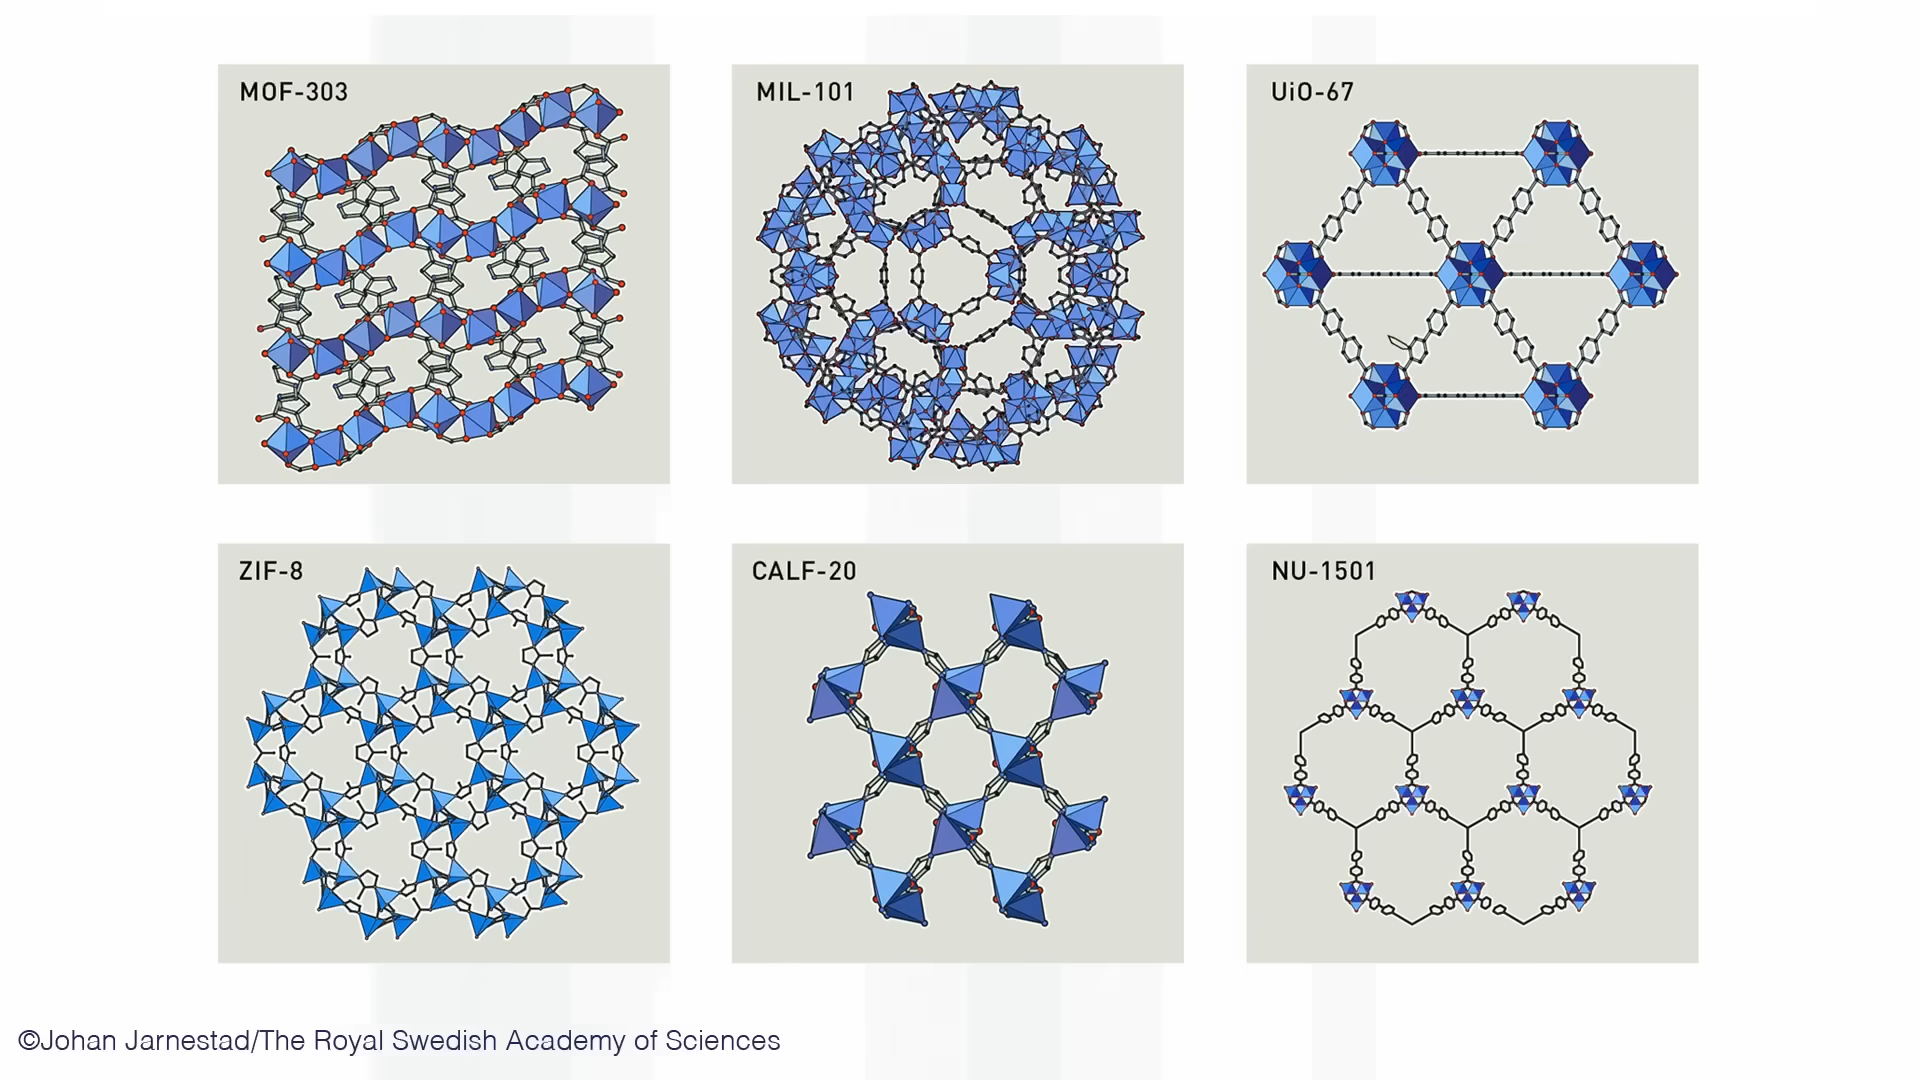 MOF-303
MIL-101
UiO-67
ZIF-8
CALF-20
NU-1501
©Johan Jarnestad/The Royal Swedish Academy of Sciences